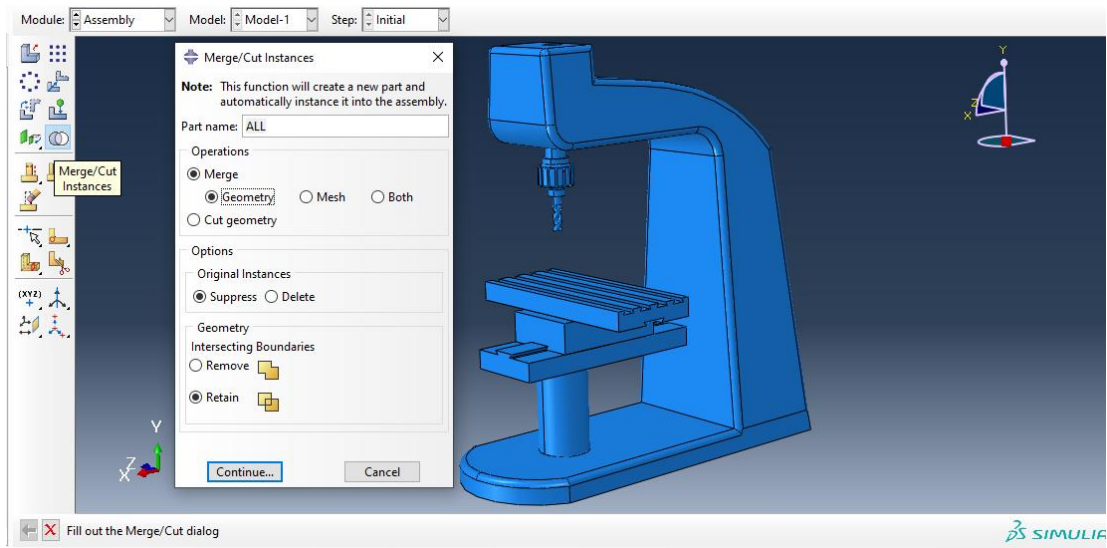 Module: Assembly Model: Model-1 Step: Initial
Merge/Cut Instances
Note: This function will create a new part and
automatically instance it into the assembly.
Part name: ALL
Operations
Merge
Geometry Mesh Both
Cut geometry
Options
Original Instances
Suppress Delete
Geometry
Intersecting Boundaries
Remove
Retain
Continue... Cancel
Merge/Cut
Instances
(XYZ)
Y
Z
X
Y
Z
X
Fill out the Merge/Cut dialog
SIMULIA